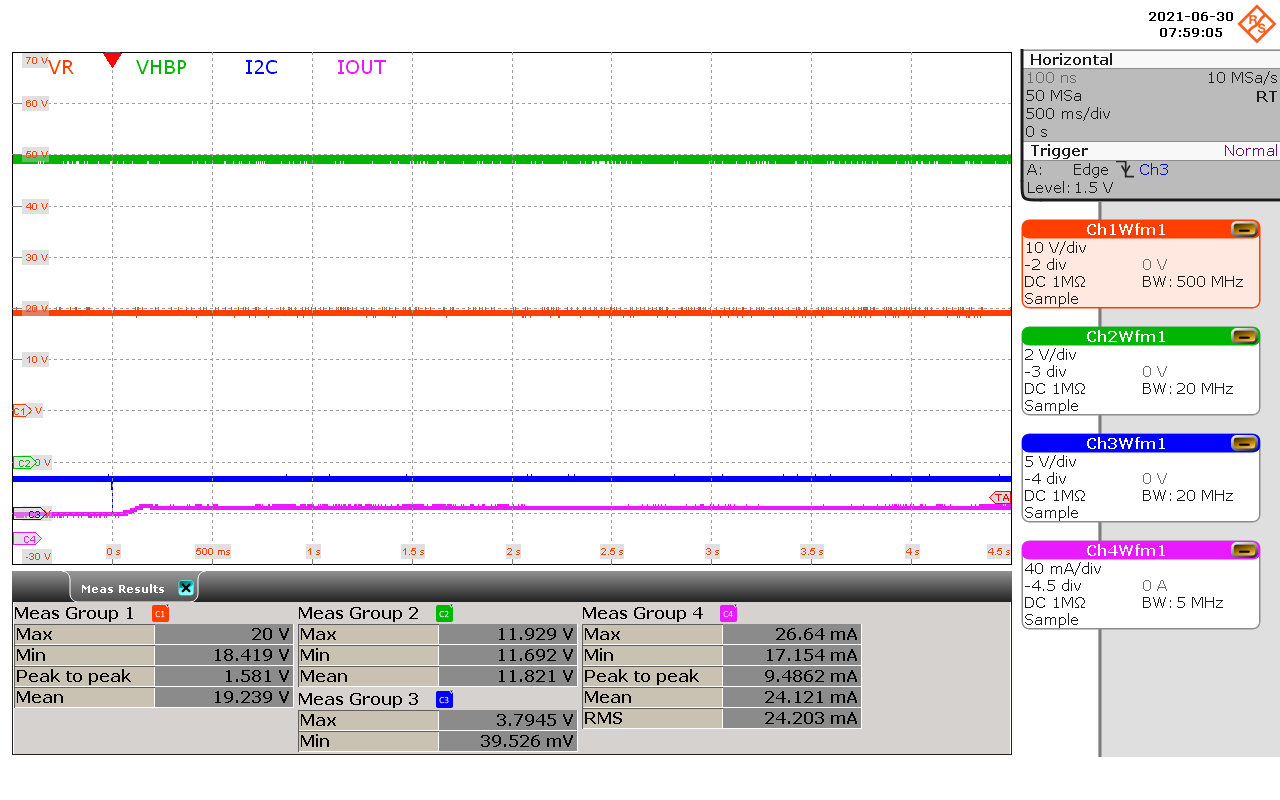 2021-06-30
07:59:05
R&S
70 V VR VHBP I2C IOUT
60 V
50 V
40 V
30 V
20 V
10 V
C1 V
C2 0 V
C3
TA
C4
-30 V 0 s 500 ms 1 s 1.5 s 2 s 2.5 s 3 s 3.5 s 4 s 4.5 s
Horizontal
100 ns 10 MSa/s
50 MSa RT
500 ms/div
0 s
Trigger Normal
A: Edge Ch3
Level: 1.5 V
Ch1Wfm1
10 V/div
-2 div 0 V
DC 1MΩ BW: 500 MHz
Sample
Ch2Wfm1
2 V/div
-3 div 0 V
DC 1MΩ BW: 20 MHz
Sample
Ch3Wfm1
5 V/div
-4 div 0 V
DC 1MΩ BW: 20 MHz
Sample
Ch4Wfm1
40 mA/div
-4.5 div 0 A
DC 1MΩ BW: 5 MHz
Sample
Meas Results
Meas Group 1 C1
Max 20 V
Min 18.419 V
Peak to peak 1.581 V
Mean 19.239 V
Meas Group 2 C2
Max 11.929 V
Min 11.692 V
Mean 11.821 V
Meas Group 3 C3
Max 3.7945 V
Min 39.526 mV
Meas Group 4 C4
Max 26.64 mA
Min 17.154 mA
Peak to peak 9.4862 mA
Mean 24.121 mA
RMS 24.203 mA